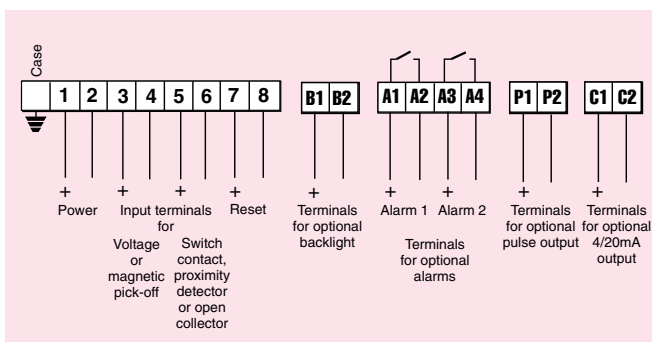 Case
1 2 3 4 5 6 7 8
B1 B2
A1 A2 A3 A4
P1 P2
C1 C2
+ + + +
+
+ +
+
+
Power
Input terminals
for
Voltage
or
magnetic
pick-off
Switch
contact,
proximity
detector
or open
collector
Reset
Terminals
for optional
backlight
Alarm 1 Alarm 2
Terminals
for optional
alarms
Terminals
for optional
pulse output
Terminals
for optional
4/20mA
output